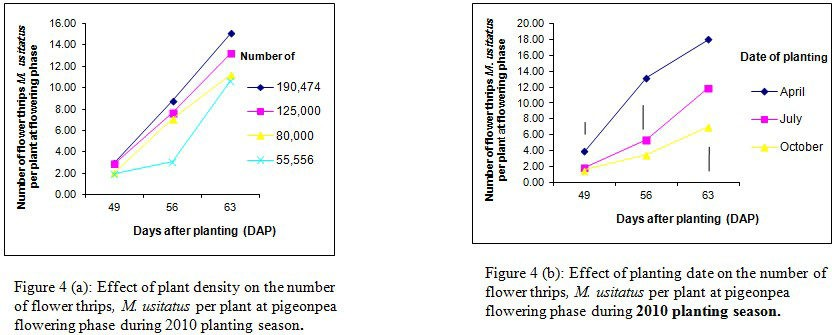 Number of flower thrips M. usitatus
per plant at flowering phase
16.00
14.00
12.00
10.00
8.00
6.00
4.00
2.00
0.00
49
56
63
Days after planting (DAP)
Number of
190,474
125,000
80,000
55,556
Figure 4 (a): Effect of plant density on the number
of flower thrips, M. usitatus per plant at pigeonpea
flowering phase during 2010 planting season.
Number of flower thrips M. usitatus
per plant at flowering phase
20.00
18.00
16.00
14.00
12.00
10.00
8.00
6.00
4.00
2.00
0.00
49
56
63
Days after planting (DAP)
Date of planting
April
July
October
Figure 4 (b): Effect of planting date on the number of
flower thrips, M. usitatus per plant at pigeonpea
flowering phase during 2010 planting season.